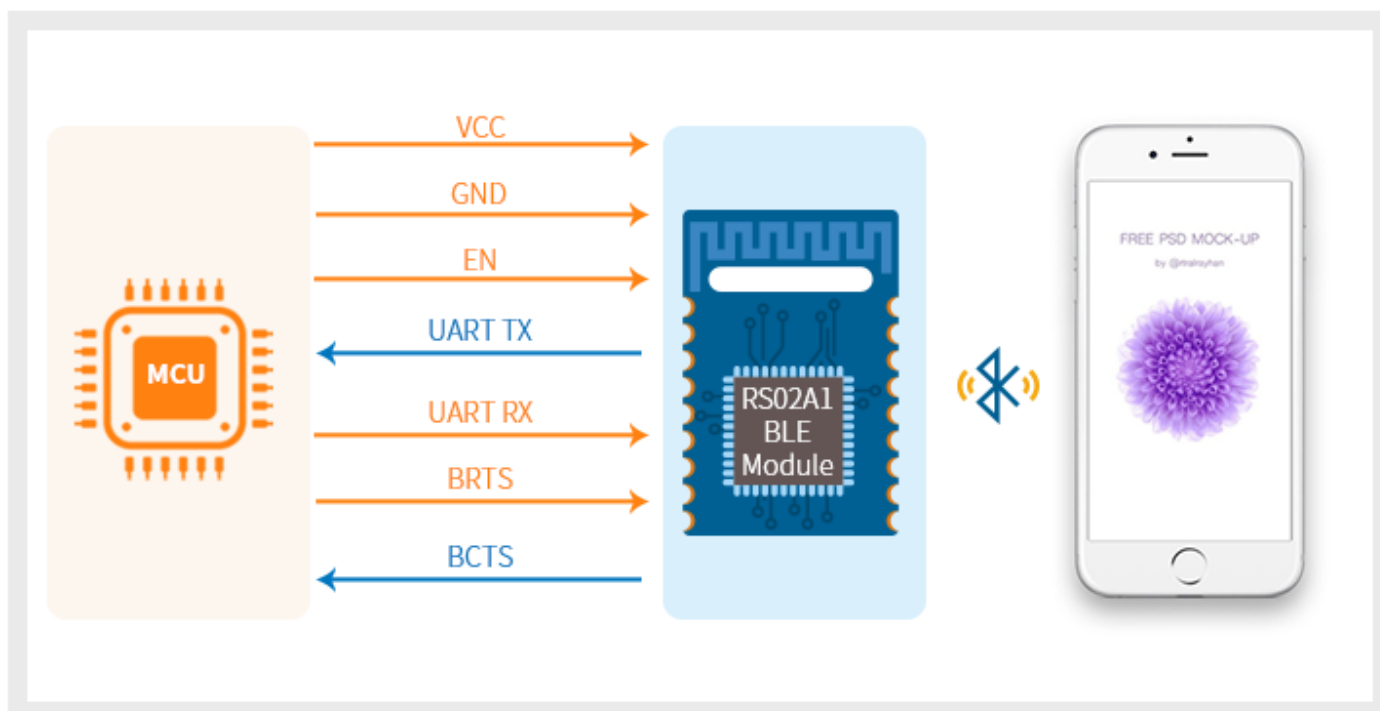 VCC
GND
EN
UART TX
UART RX
BRTS
BCTS
MCU
RS02A1
BLE
Module
FREE PSD MOCK-UP